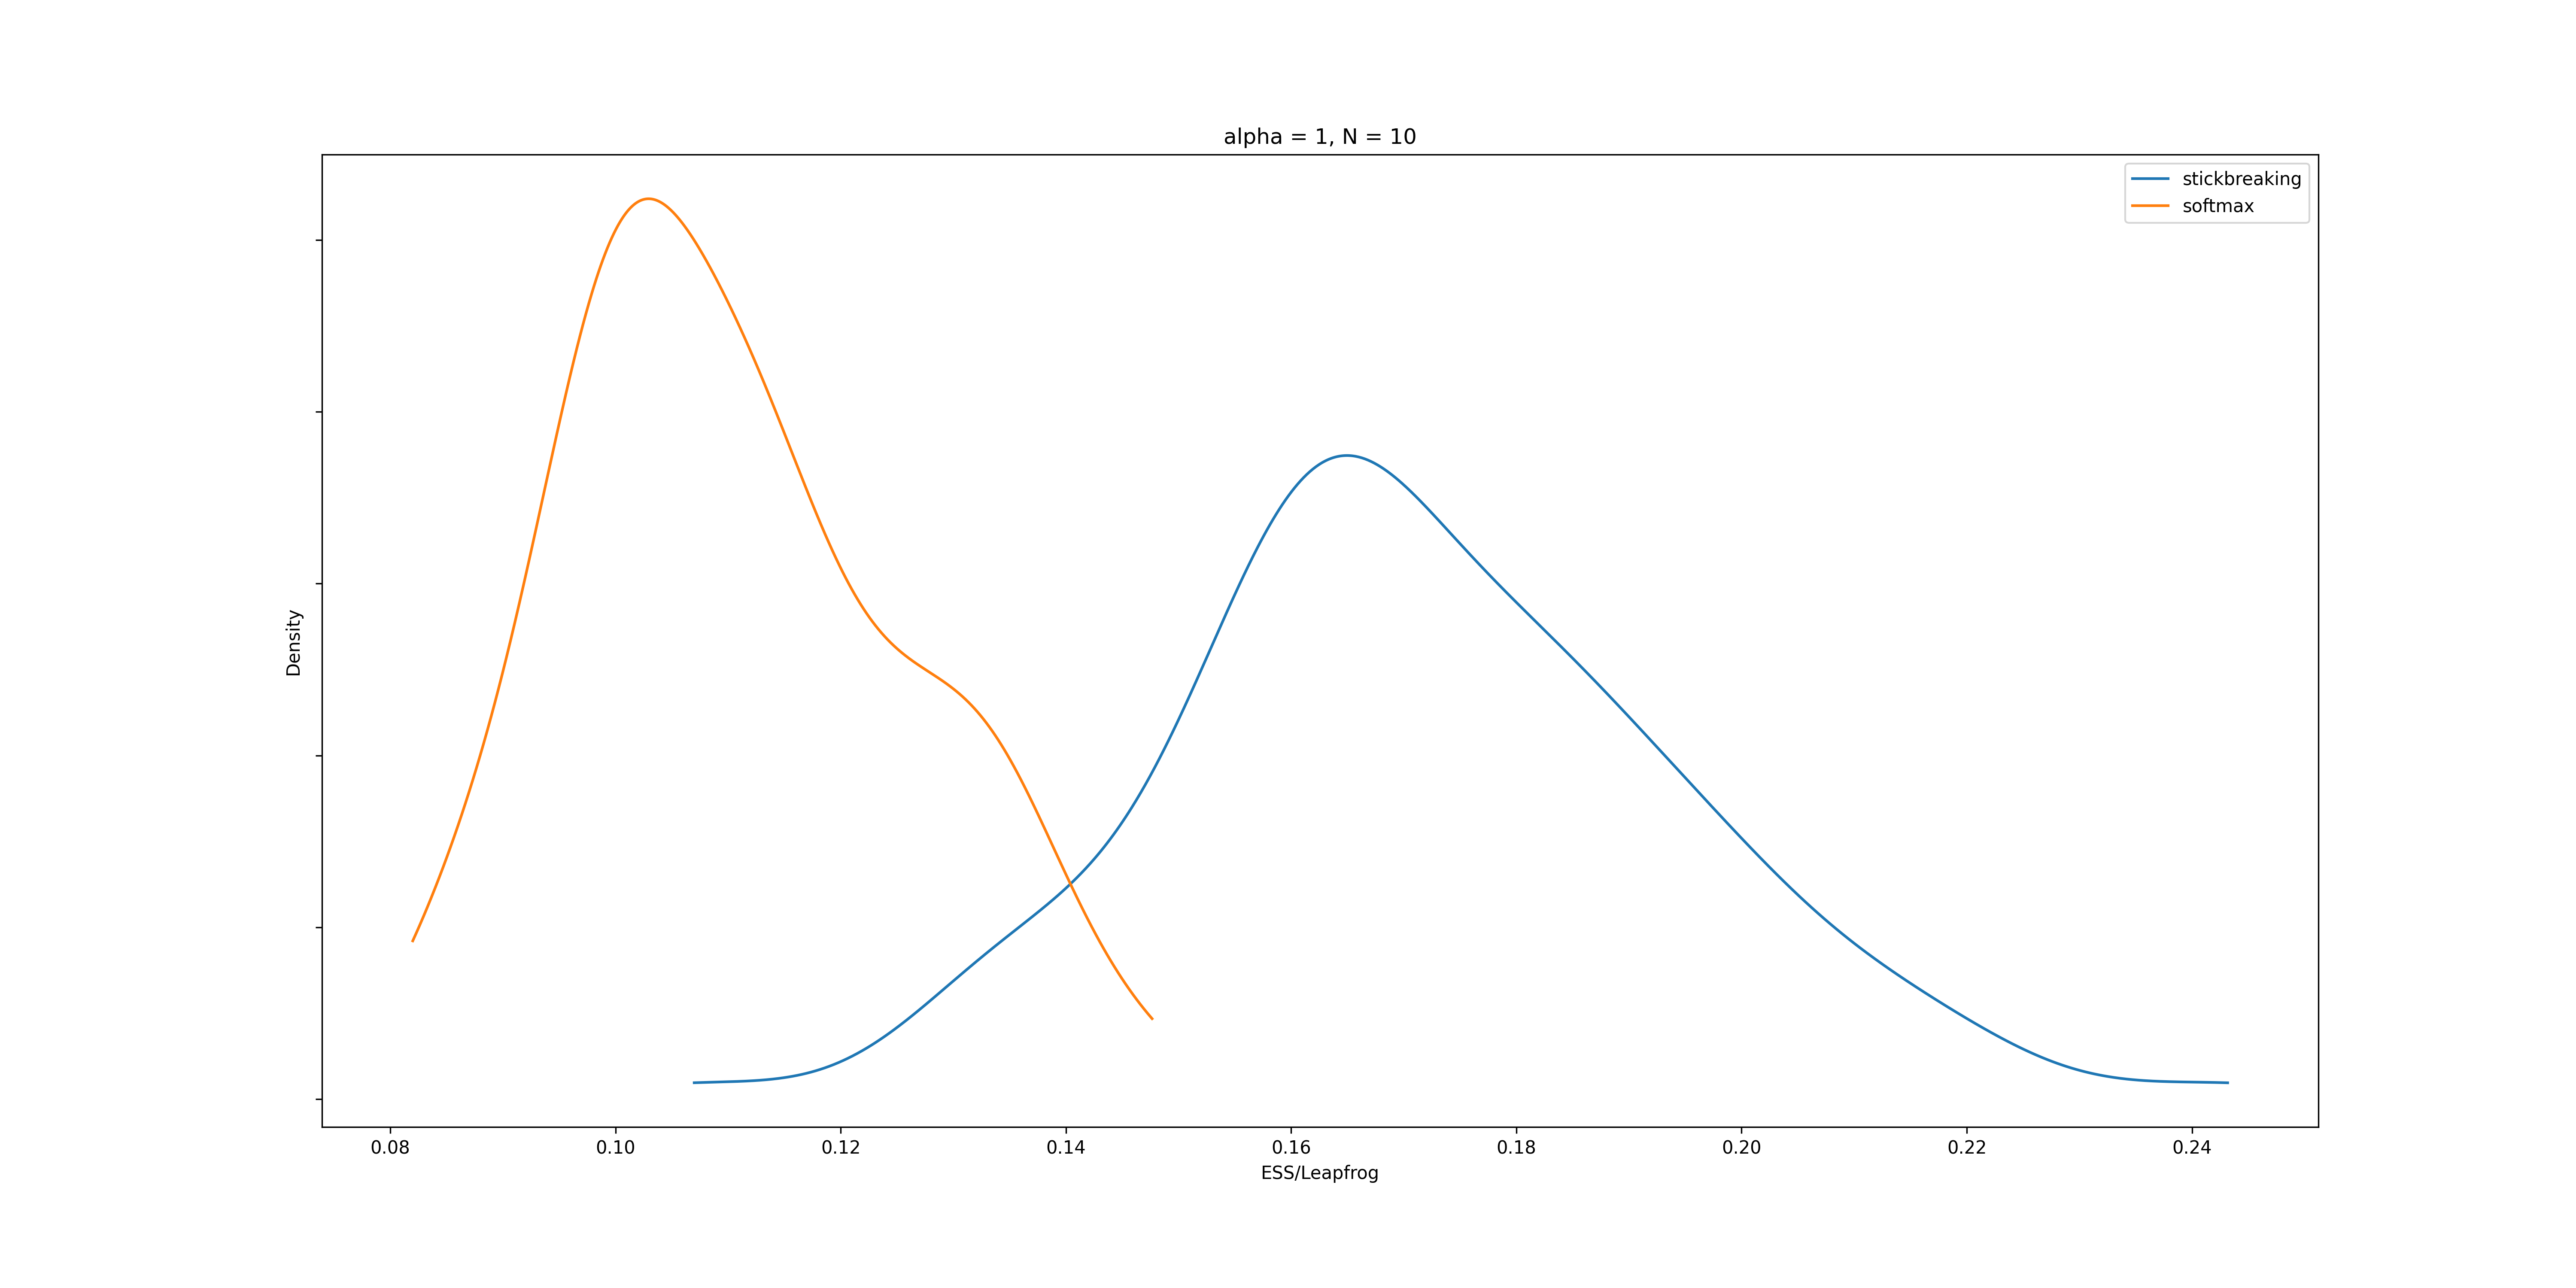 alpha = 1, N = 10
stickbreaking
softmax
Density
0.08 0.10 0.12 0.14 0.16 0.18 0.20 0.22 0.24
ESS/Leapfrog